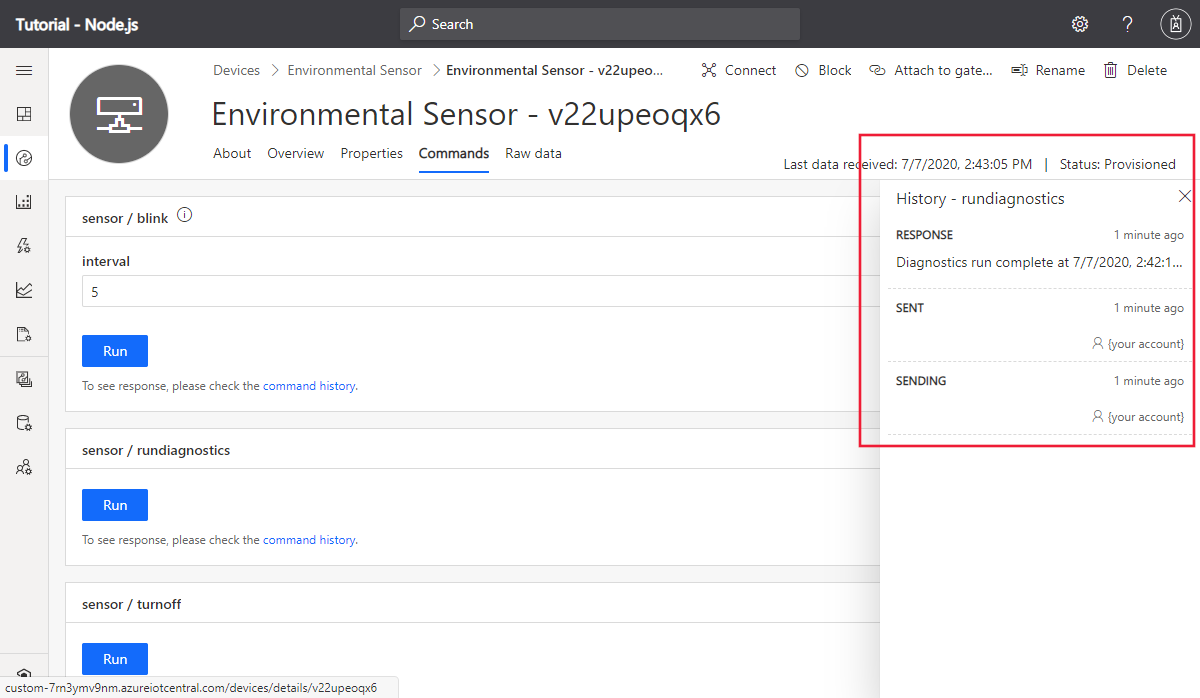 Tutorial - Node.js
Search
?
Devices > Environmental Sensor > Environmental Sensor - v22upeo...
Connect
Block
Attach to gate...
Rename
Delete
Environmental Sensor - v22upeoqx6
About Overview Properties Commands Raw data
Last data received: 7/7/2020, 2:43:05 PM | Status: Provisioned
sensor / blink
interval
5
Run
To see response, please check the command history.
sensor / rundiagnostics
Run
To see response, please check the command history.
sensor / turnoff
Run
History - rundiagnostics
RESPONSE 1 minute ago
Diagnostics run complete at 7/7/2020, 2:42:1...
SENT 1 minute ago
{your account}
SENDING 1 minute ago
{your account}
custom-7rn3ymv9nm.azureiotcentral.com/devices/details/v22upeoqx6